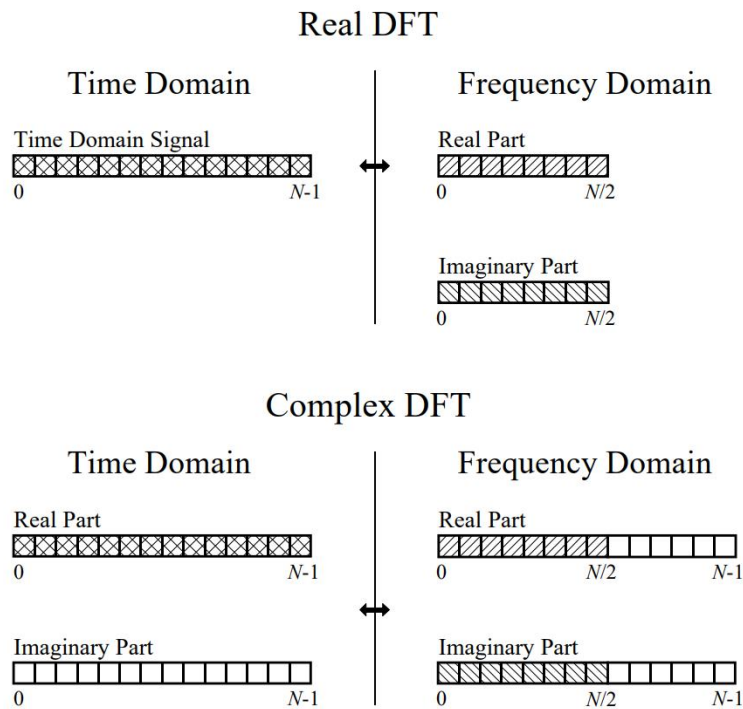 Real DFT
Time Domain
Frequency Domain
Time Domain Signal
Real Part
0
N-1
0
N/2
Imaginary Part
0
N/2
Complex DFT
Time Domain
Frequency Domain
Real Part
Real Part
0
N-1
0
N/2
N-1
Imaginary Part
Imaginary Part
0
N-1
0
N/2
N-1